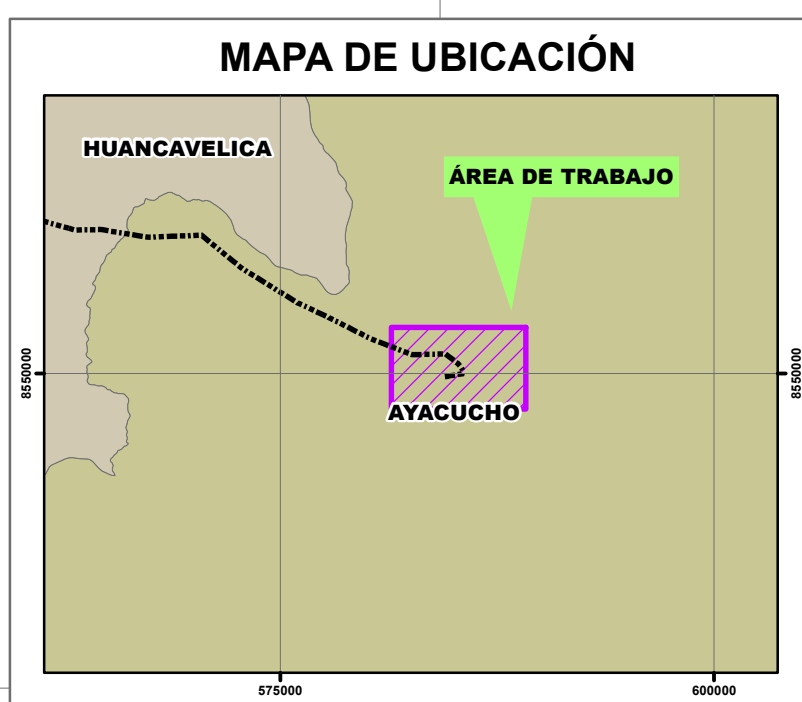 MAPA DE UBICACIÓN
HUANCAVELICA
ÁREA DE TRABAJO
8550000
8550000
AYACUCHO
575000
600000